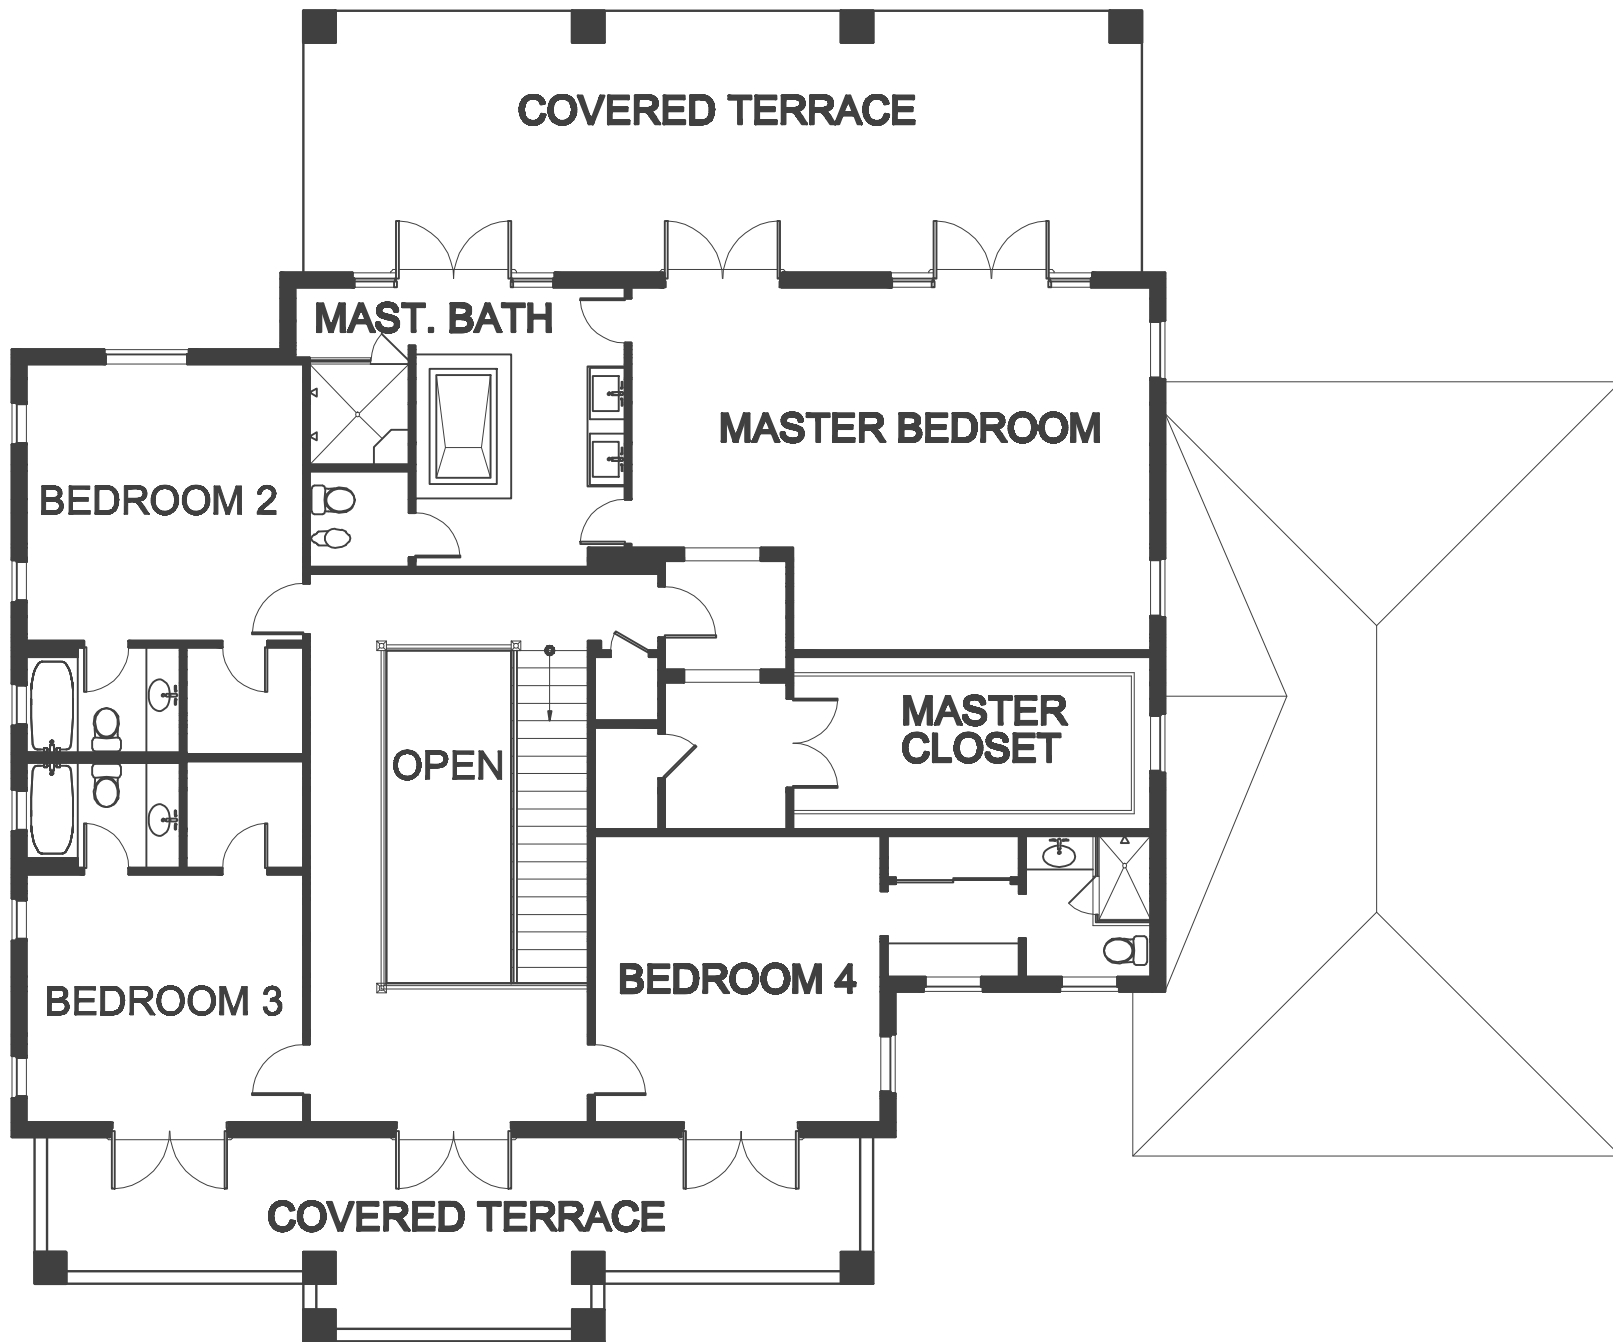 COVERED TERRACE
MAST. BATH
MASTER BEDROOM
BEDROOM 2
MASTER
CLOSET
OPEN
BEDROOM 4
BEDROOM 3
COVERED TERRACE